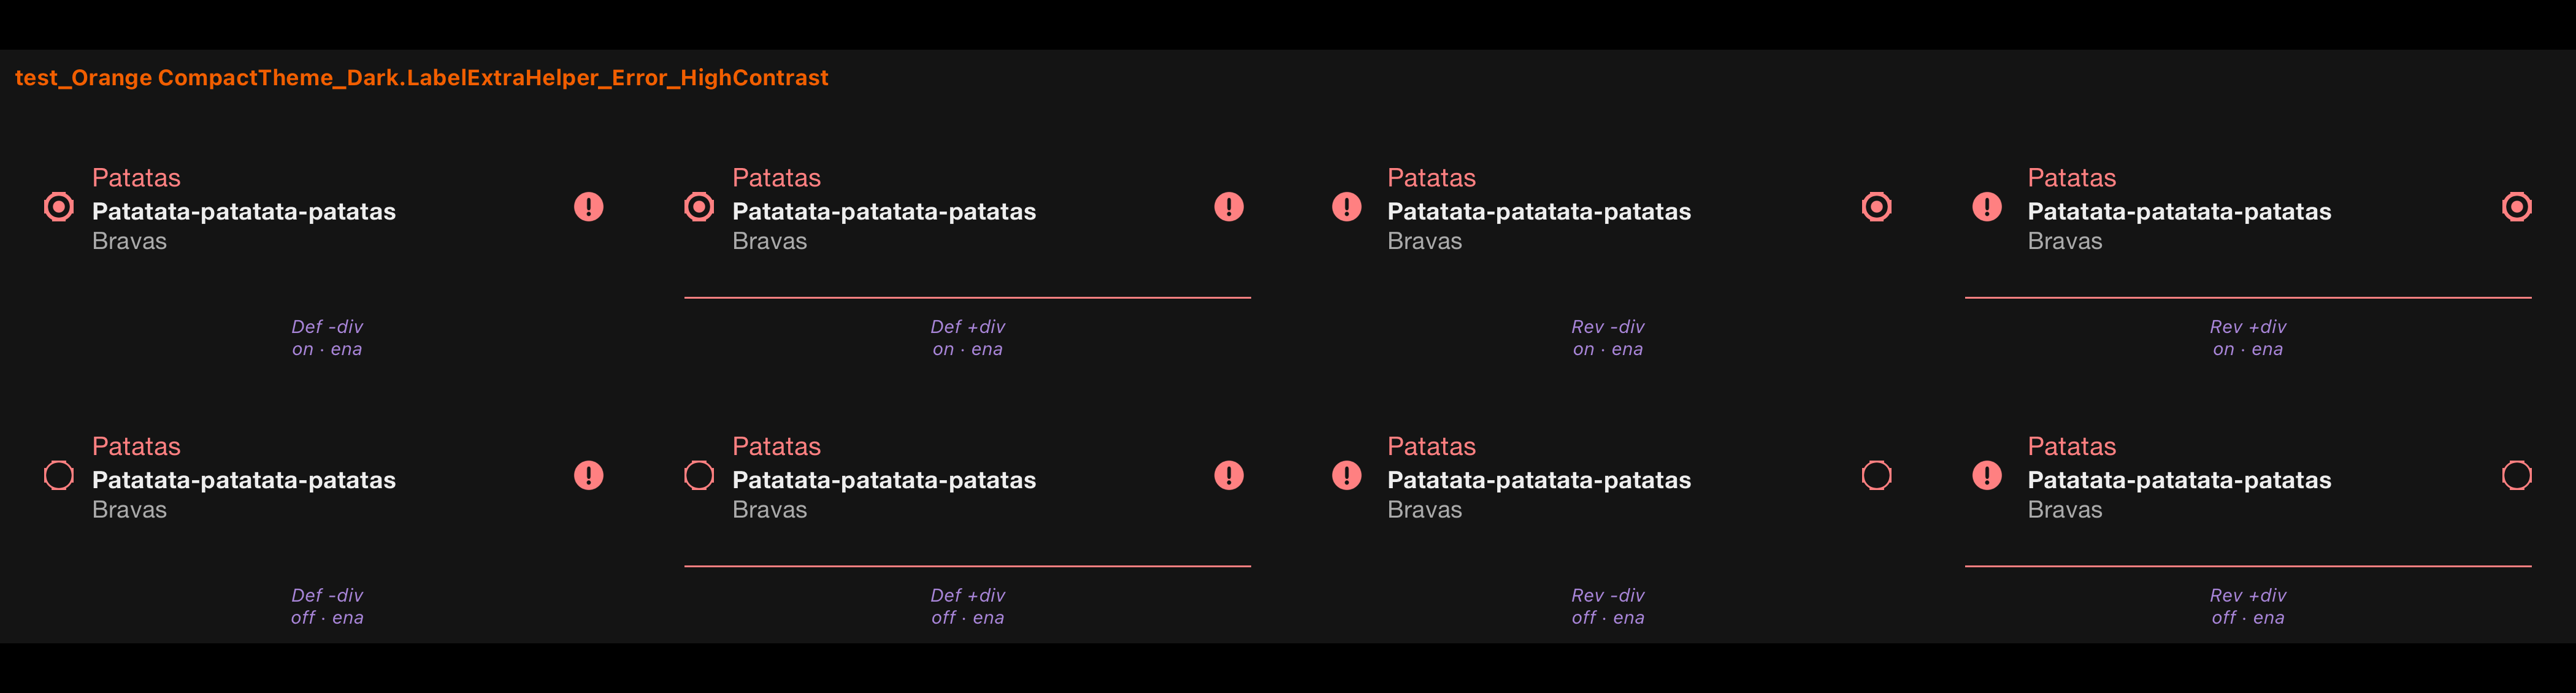 test_Orange CompactTheme_Dark.LabelExtraHelper_Error_HighContrast
Patatas
Patatata-patatata-patatas
Bravas
Def -div
on · ena
Patatas
Patatata-patatata-patatas
Bravas
Def +div
on · ena
Patatas
Patatata-patatata-patatas
Bravas
Rev -div
on · ena
Patatas
Patatata-patatata-patatas
Bravas
Rev +div
on · ena
Patatas
Patatata-patatata-patatas
Bravas
Def -div
off · ena
Patatas
Patatata-patatata-patatas
Bravas
Def +div
off · ena
Patatas
Patatata-patatata-patatas
Bravas
Rev -div
off · ena
Patatas
Patatata-patatata-patatas
Bravas
Rev +div
off · ena